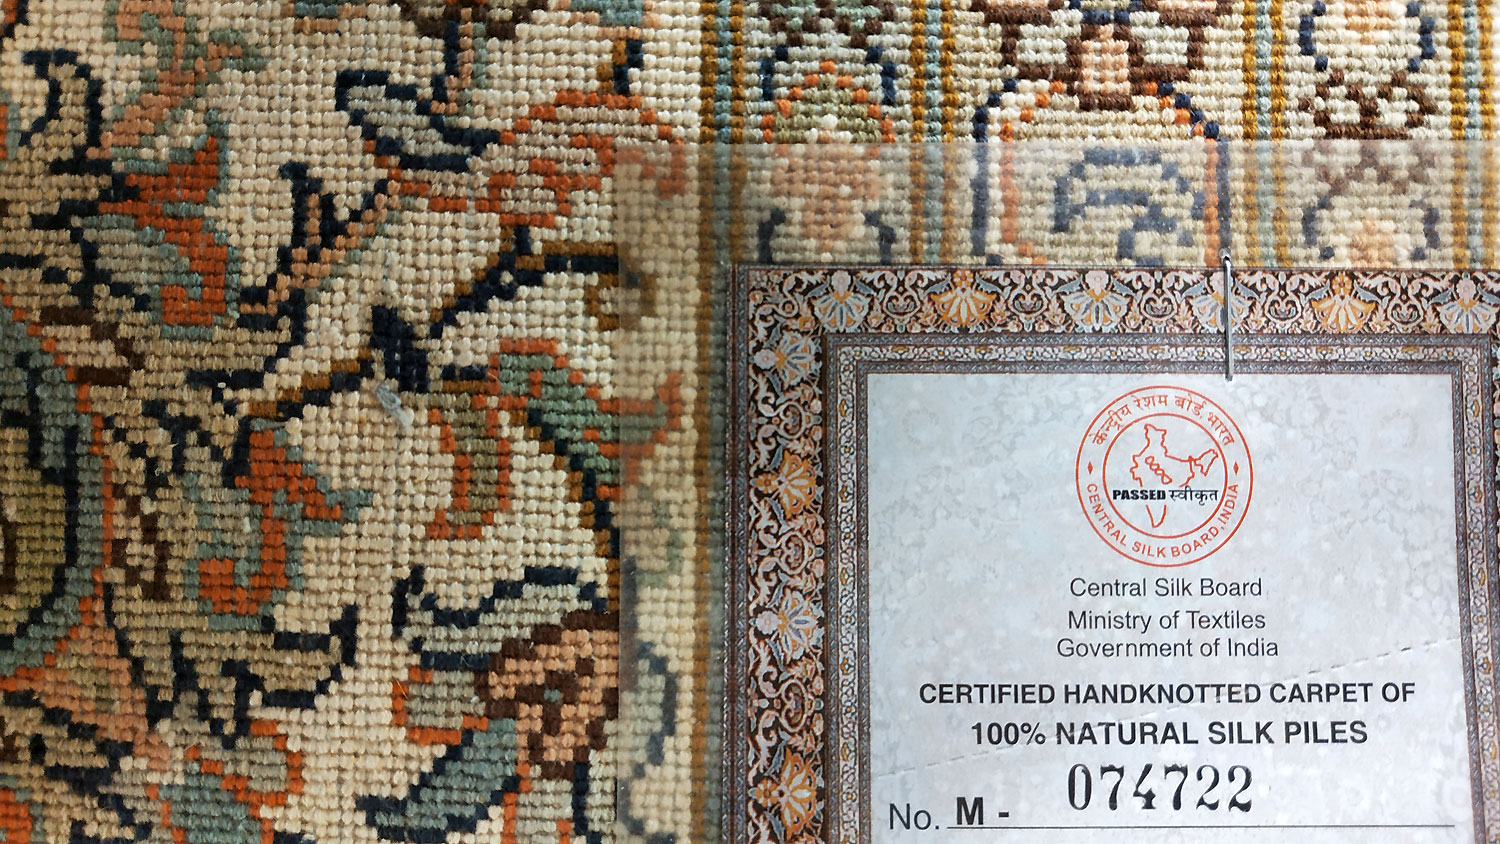 केन्द्रीय रेशम बोर्ड, भारत
PASSED स्वीकृत
CENTRAL SILK BOARD, INDIA
Central Silk Board
Ministry of Textiles
Government of India
CERTIFIED HANDKNOTTED CARPET OF
100% NATURAL SILK PILES
No. M - 074722